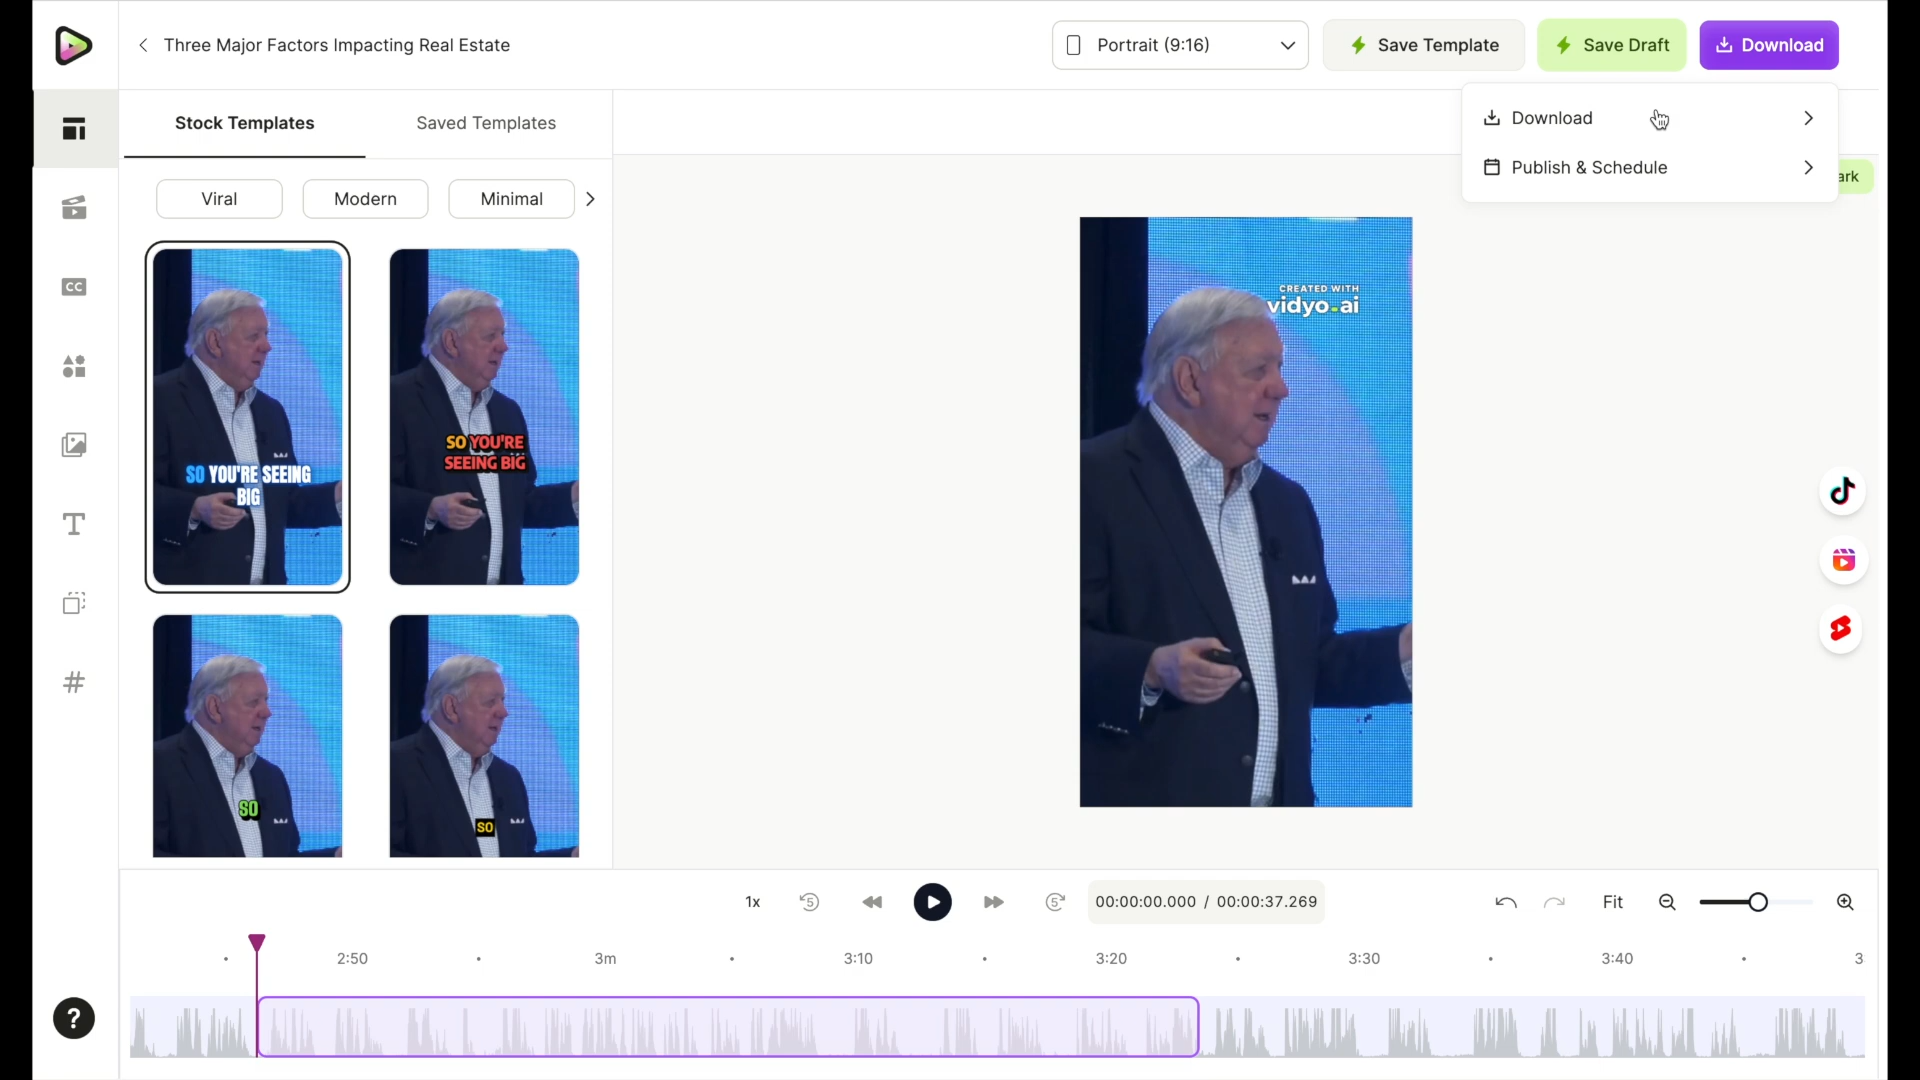 Three Major Factors Impacting Real Estate
Portrait (9:16)
Save Template
Save Draft
Download
Stock Templates
Saved Templates
Download
Publish & Schedule
ark
Viral
Modern
Minimal
CC
CREATED WITH
vidyo.ai
SO YOU'RE SEEING
BIG
SO YOU'RE
SEEING BIG
SO
SO
T
#
1x
5
5
00:00:00.000 / 00:00:37.269
Fit
2:50
3m
3:10
3:20
3:30
3:40
3
?